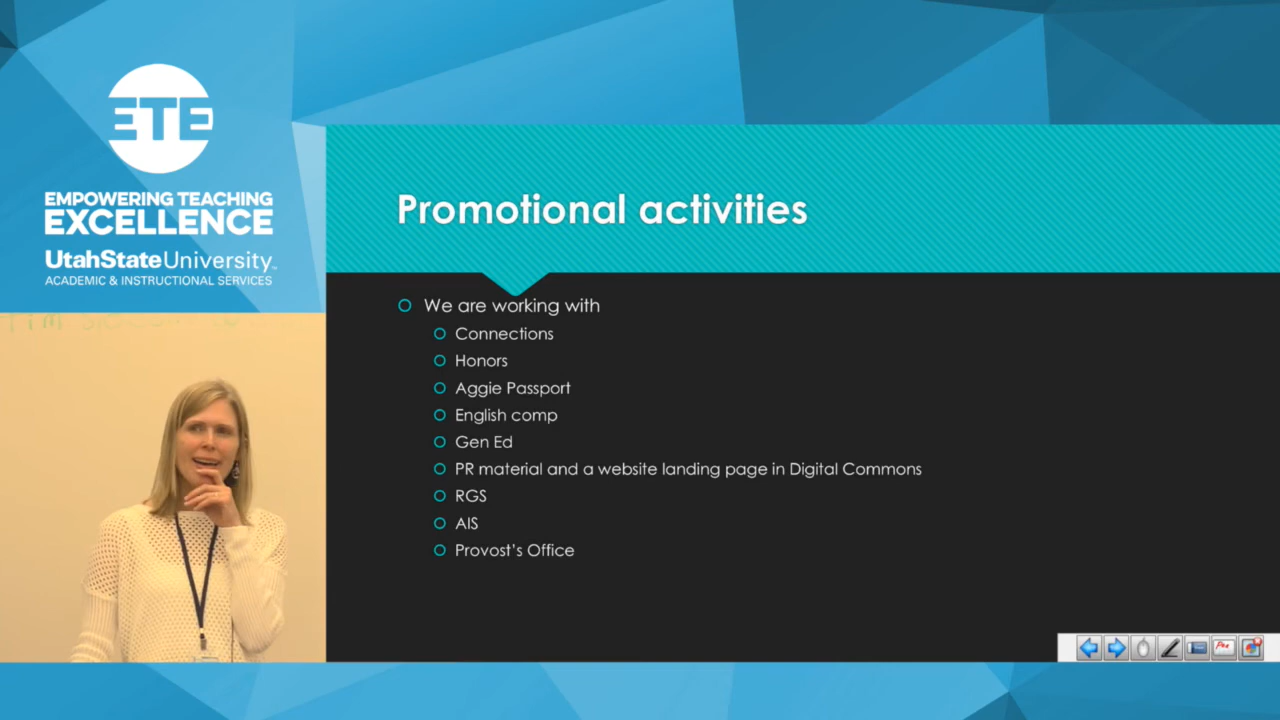 ETE
EMPOWERING TEACHING
EXCELLENCE
UtahStateUniversity
ACADEMIC & INSTRUCTIONAL SERVICES
Promotional activities
We are working with
Connections
Honors
Aggie Passport
English comp
Gen Ed
PR material and a website landing page in Digital Commons
RGS
AIS
Provost's Office